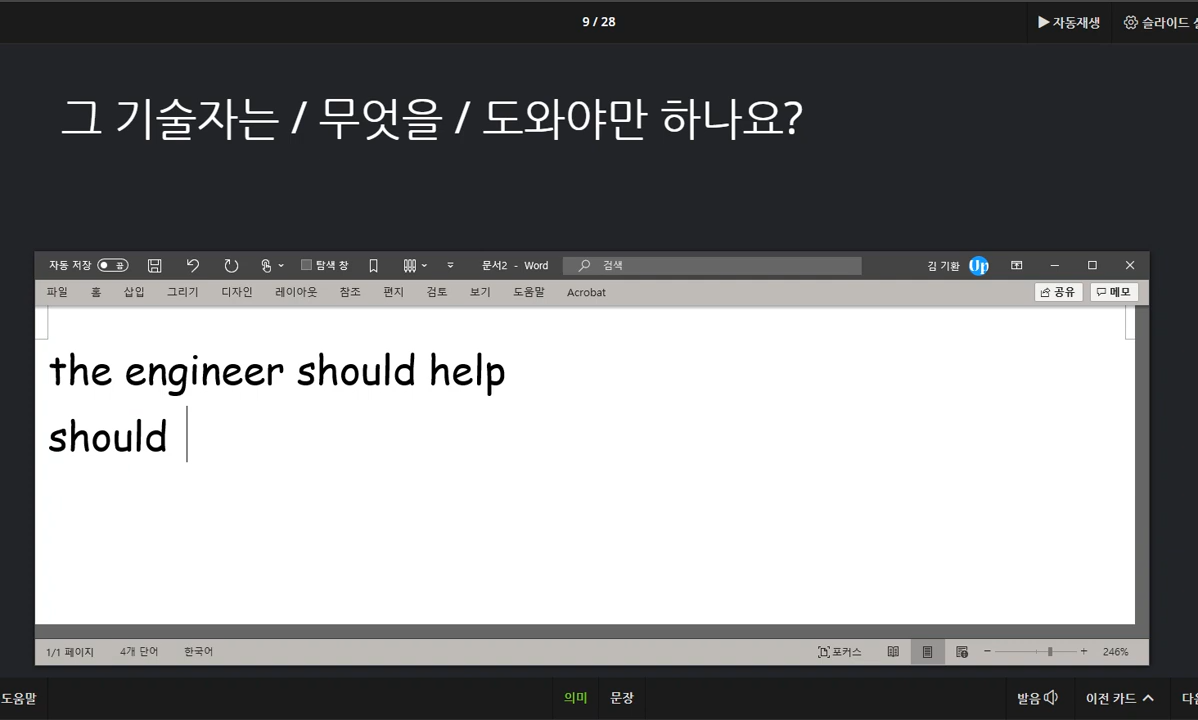 9 / 28
▶ 자동재생
슬라이드
그 기술자는 / 무엇을 / 도와야만 하나요?
자동 저장 끔
탐색 창
문서2 - Word
검색
김 기환
Up
파일 홈 삽입 그리기 디자인 레이아웃 참조 편지 검토 보기 도움말 Acrobat
공유 메모
the engineer should help
should
1/1 페이지 4개 단어 한국어
포커스
- + 246%
도움말
의미 문장
발음 이전 카드